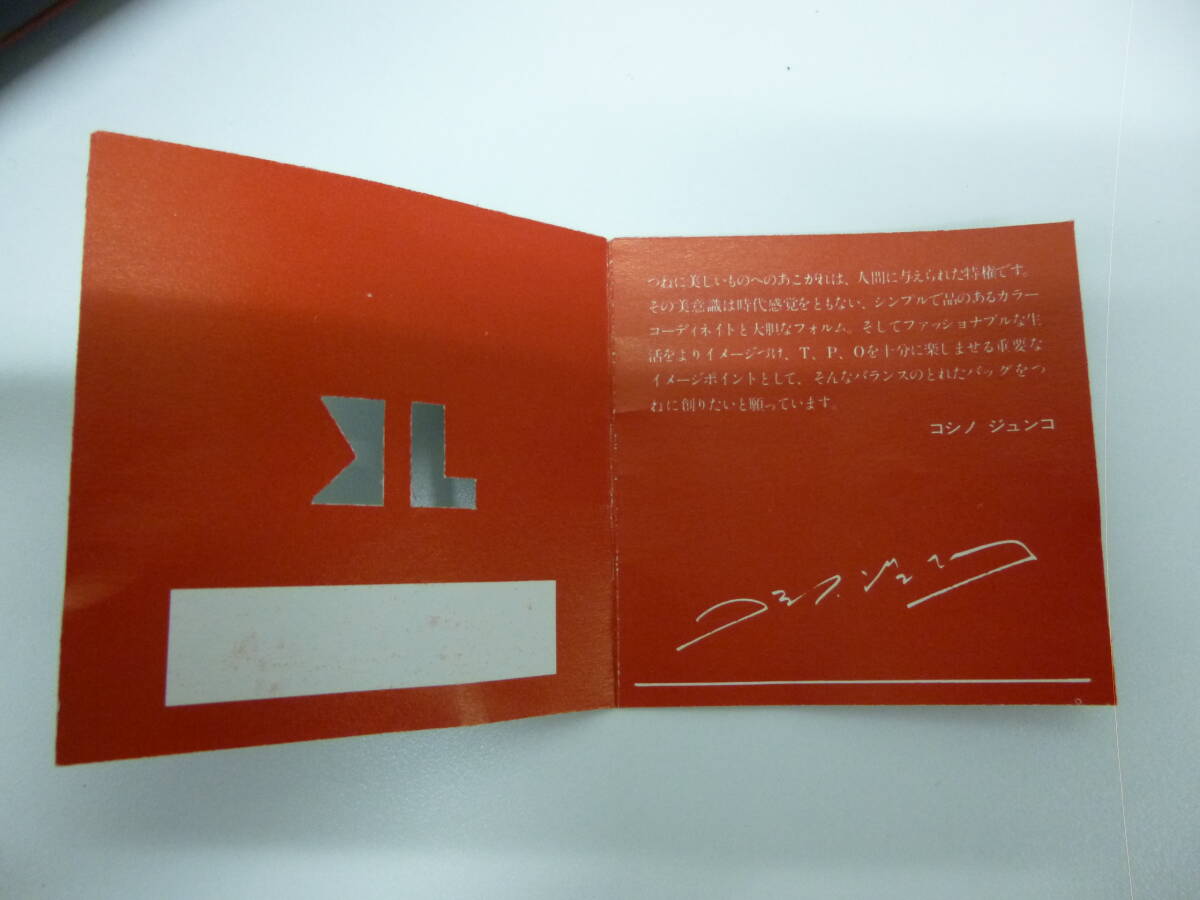 つねに美しいものへのあこがれは、人間に与えられた特権です。
その美意識は時代感覚をともない、シンプルで品のあるカラー
コーディネイトと大胆なフォルム。そしてファッショナブルな生
活をよりイメージづけ、T、P、Oを十分に楽しませる重要な
イメージポイントとして、そんなバランスのとれたバッグをつ
ねに創りたいと願っています。
コシノ ジュンコ
コシノ.ジュンコ